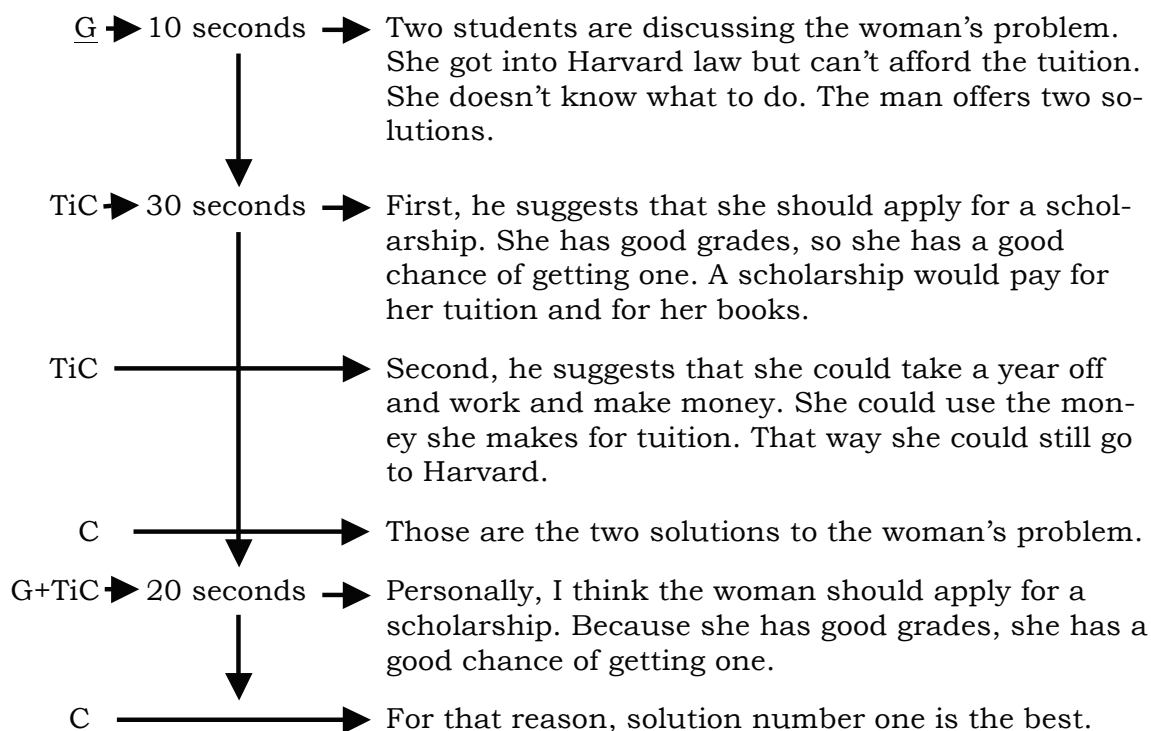 G 10 seconds Two students are discussing the woman’s problem.
She got into Harvard law but can’t afford the tuition.
She doesn’t know what to do. The man offers two so-
lutions.
TiC 30 seconds First, he suggests that she should apply for a schol-
arship. She has good grades, so she has a good
chance of getting one. A scholarship would pay for
her tuition and for her books.
TiC Second, he suggests that she could take a year off
and work and make money. She could use the mon-
ey she makes for tuition. That way she could still go
to Harvard.
C Those are the two solutions to the woman’s problem.
G+TiC 20 seconds Personally, I think the woman should apply for a
scholarship. Because she has good grades, she has a
good chance of getting one.
C For that reason, solution number one is the best.